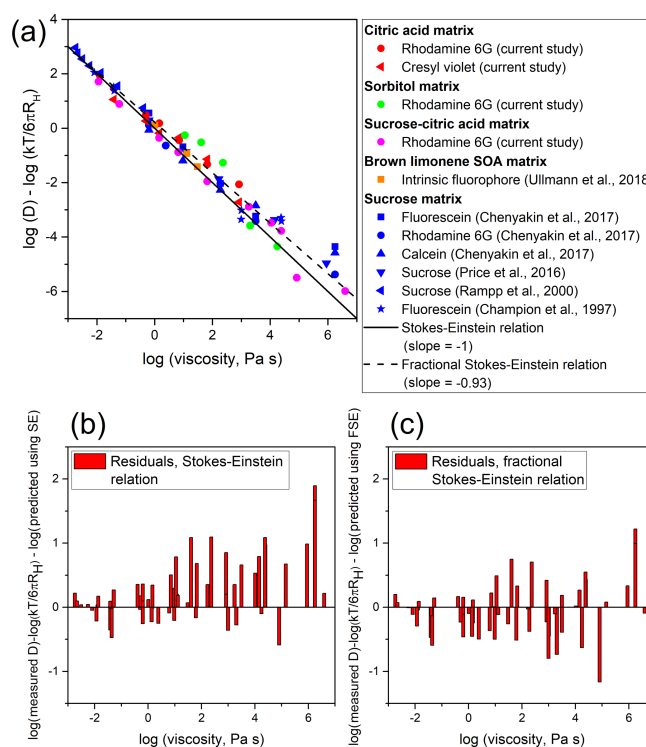 (a)
4
2
0
-2
-4
-6
log (D) - log (kT/6πR_H)
-2
0
2
4
6
log (viscosity, Pa s)
Citric acid matrix
Rhodamine 6G (current study)
Cresyl violet (current study)
Sorbitol matrix
Rhodamine 6G (current study)
Sucrose-citric acid matrix
Rhodamine 6G (current study)
Brown limonene SOA matrix
Intrinsic fluorophore (Ullmann et al., 2018
Sucrose matrix
Fluorescein (Chenyakin et al., 2017)
Rhodamine 6G (Chenyakin et al., 2017)
Calcein (Chenyakin et al., 2017)
Sucrose (Price et al., 2016)
Sucrose (Rampp et al., 2000)
Fluorescein (Champion et al., 1997)
Stokes-Einstein relation
(slope = -1)
Fractional Stokes-Einstein relation
(slope = -0.93)
(b)
Residuals, Stokes-Einstein
relation
log(measured D)-log(kT/6πR_H) - log(predicted using SE)
2
1
0
-1
-2
0
2
4
6
log (viscosity, Pa s)
(c)
Residuals, fractional
Stokes-Einstein relation
log(measured D)-log(kT/6πR_H) - log(predicted using FSE)
2
1
0
-1
-2
0
2
4
6
log (viscosity, Pa s)